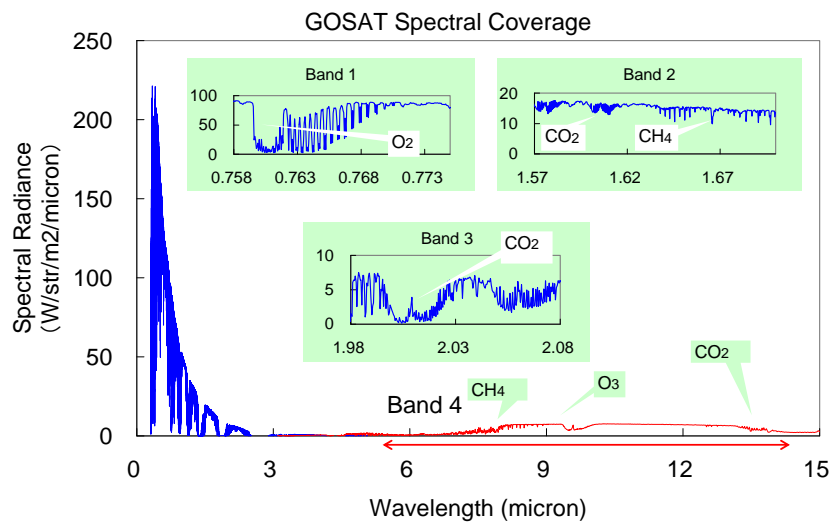 GOSAT Spectral Coverage
Spectral Radiance
(W/str/m2/micron)
250
200
150
100
50
0
Band 1
100
50
0
O2
0.758 0.763 0.768 0.773
Band 2
20
10
0
CO2
CH4
1.57 1.62 1.67
Band 3
10
5
0
CO2
1.98 2.03 2.08
Band 4
CH4
O3
CO2
0 3 6 9 12 15
Wavelength (micron)